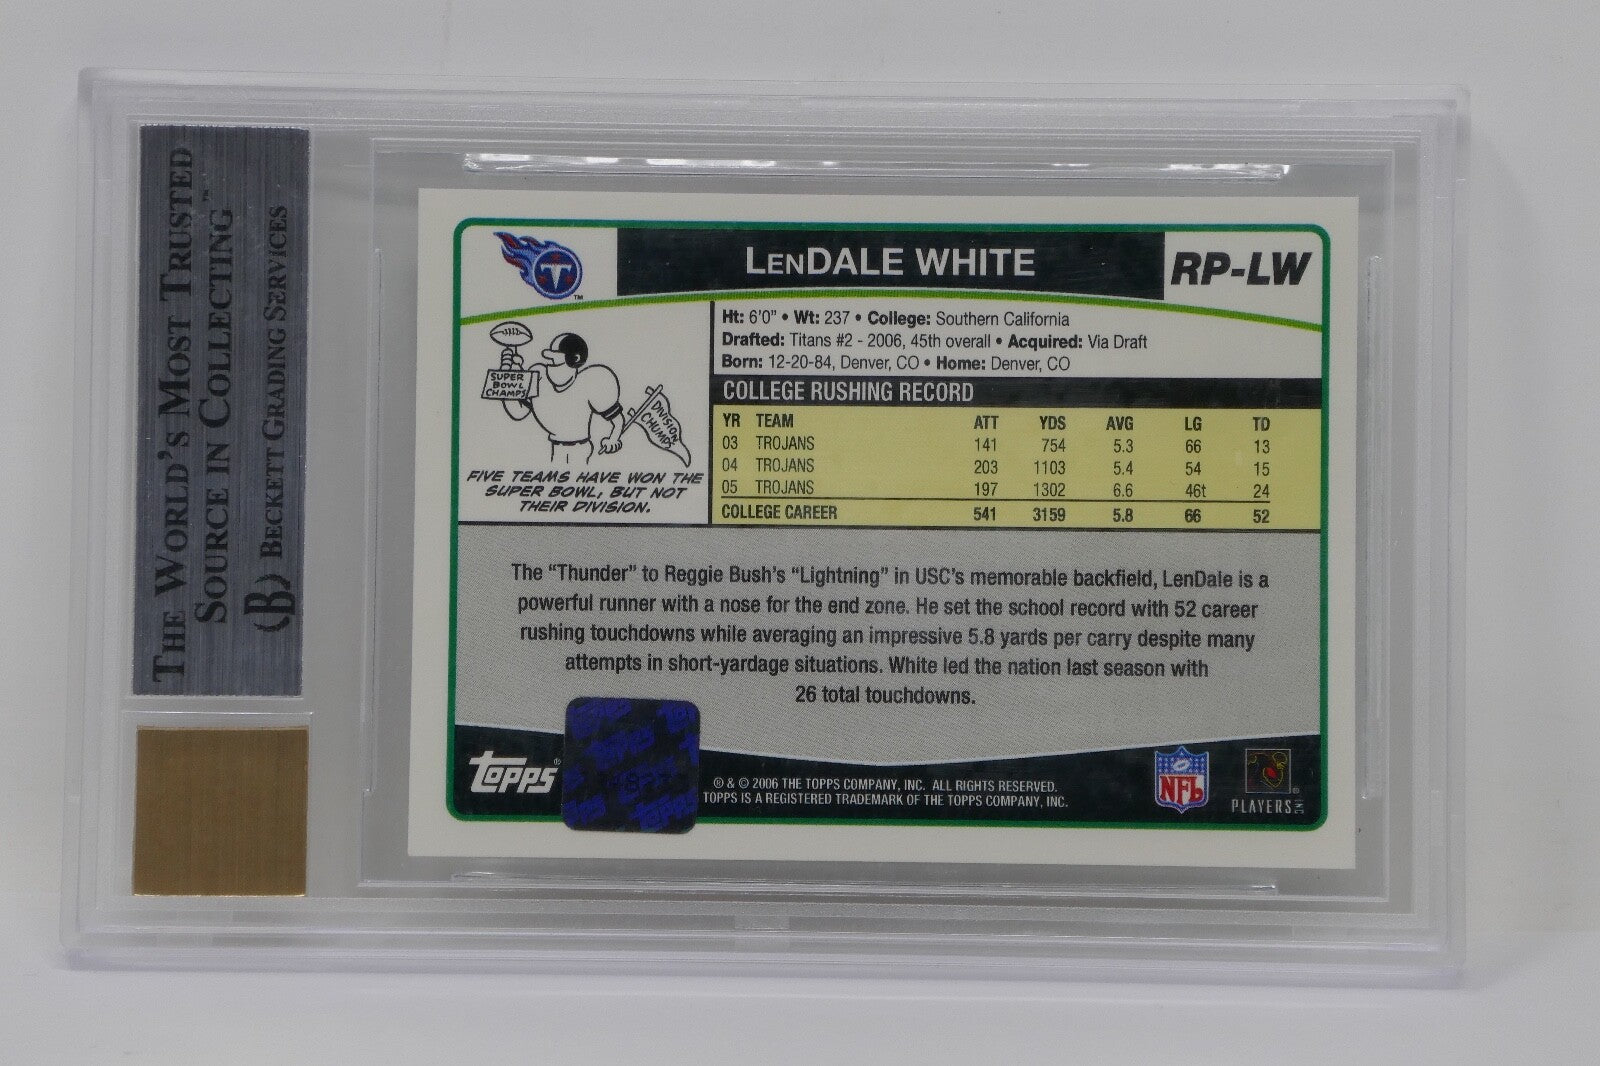 THE WORLD'S MOST TRUSTED
SOURCE IN COLLECTING™
(B) BECKETT GRADING SERVICES
T
TM
LENDALE WHITE
RP-LW
SUPER
BOWL
CHAMPS
DIVISION
CHUMPS
FIVE TEAMS HAVE WON THE
SUPER BOWL, BUT NOT
THEIR DIVISION.
Ht: 6'0" • Wt: 237 • College: Southern California
Drafted: Titans #2 - 2006, 45th overall • Acquired: Via Draft
Born: 12-20-84, Denver, CO • Home: Denver, CO
COLLEGE RUSHING RECORD
YR TEAM ATT YDS AVG LG TD
03 TROJANS 141 754 5.3 66 13
04 TROJANS 203 1103 5.4 54 15
05 TROJANS 197 1302 6.6 46t 24
COLLEGE CAREER 541 3159 5.8 66 52
The "Thunder" to Reggie Bush's "Lightning" in USC's memorable backfield, LenDale is a
powerful runner with a nose for the end zone. He set the school record with 52 career
rushing touchdowns while averaging an impressive 5.8 yards per carry despite many
attempts in short-yardage situations. White led the nation last season with
26 total touchdowns.
topps®
topps
® & © 2006 THE TOPPS COMPANY, INC. ALL RIGHTS RESERVED.
TOPPS IS A REGISTERED TRADEMARK OF THE TOPPS COMPANY, INC.
NFL
PLAYERS INC